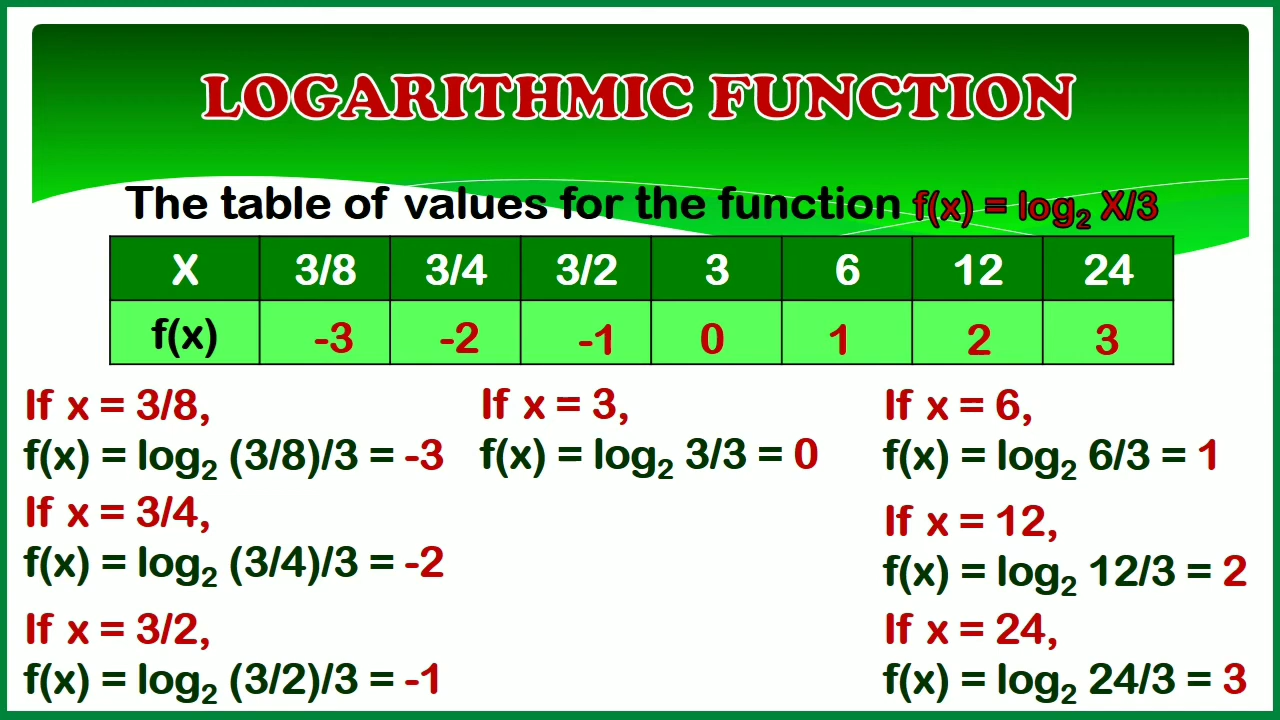 LOGARITHMIC FUNCTION
The table of values for the function f(x) = log₂ X/3
X 3/8 3/4 3/2 3 6 12 24
f(x) -3 -2 -1 0 1 2 3
If x = 3/8,
f(x) = log₂ (3/8)/3 = -3
If x = 3/4,
f(x) = log₂ (3/4)/3 = -2
If x = 3/2,
f(x) = log₂ (3/2)/3 = -1
If x = 3,
f(x) = log₂ 3/3 = 0
If x = 6,
f(x) = log₂ 6/3 = 1
If x = 12,
f(x) = log₂ 12/3 = 2
If x = 24,
f(x) = log₂ 24/3 = 3